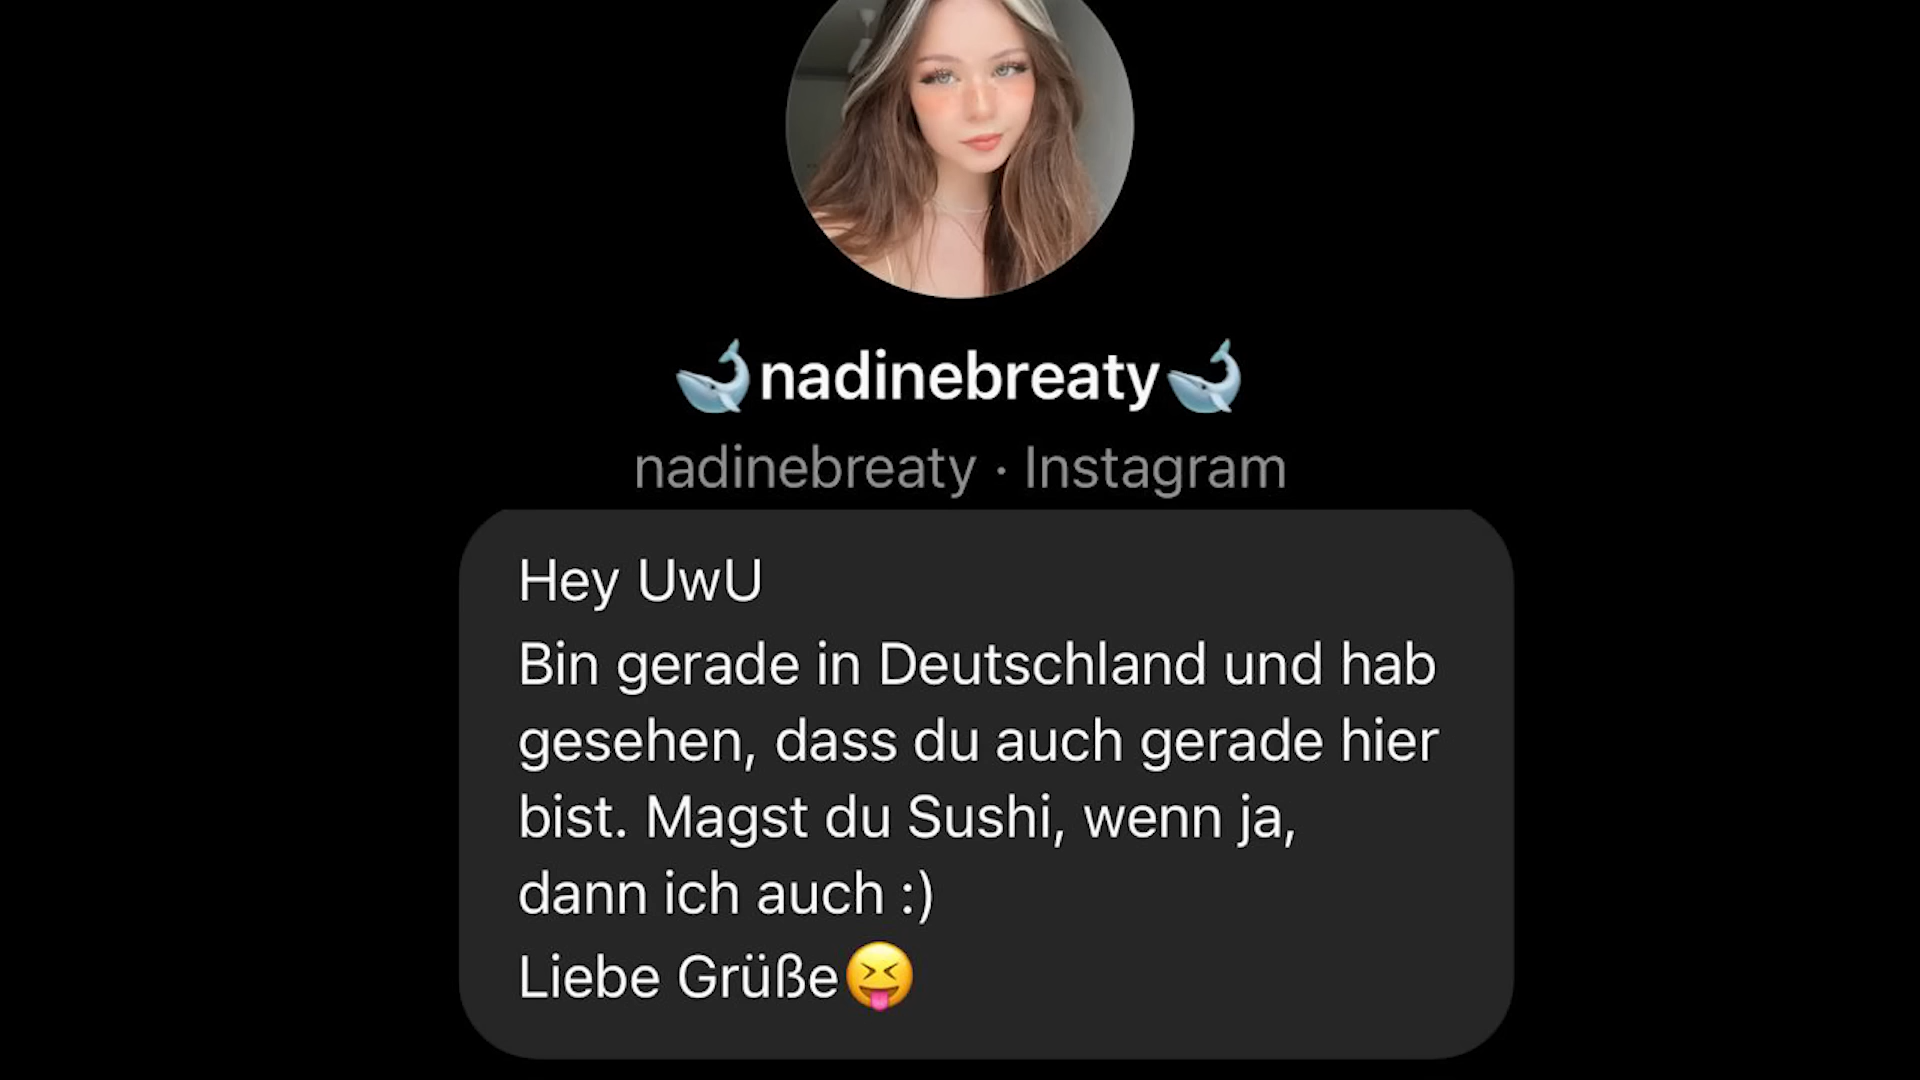 🐳nadinebreaty🐳
nadinebreaty · Instagram
Hey UwU
Bin gerade in Deutschland und hab
gesehen, dass du auch gerade hier
bist. Magst du Sushi, wenn ja,
dann ich auch :)
Liebe Grüße😝